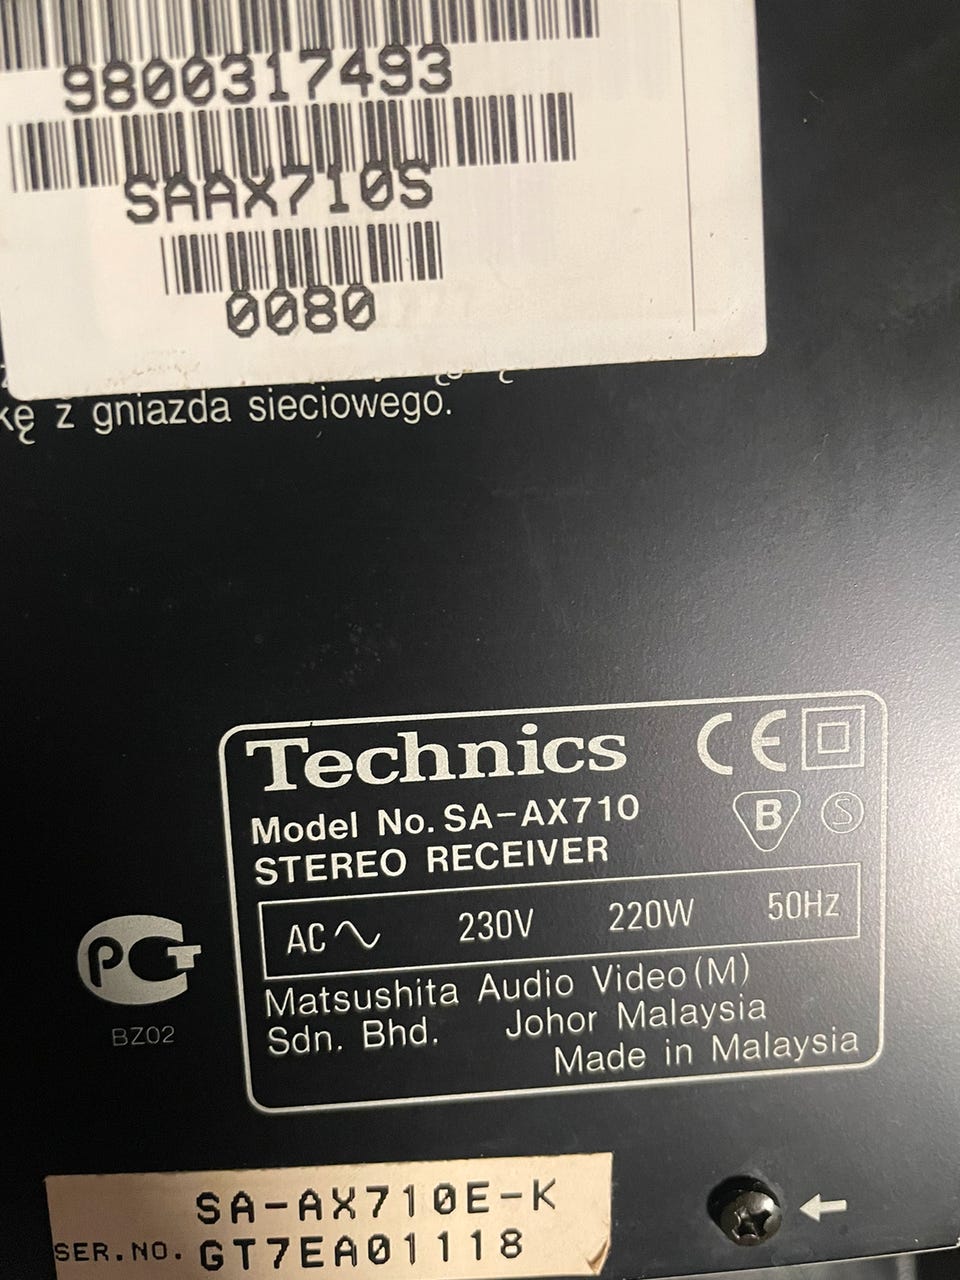 9800317493
SAAX710S
0080
kę z gniazda sieciowego.
Technics CE
Model No. SA-AX710 B S
STEREO RECEIVER
AC 230V 220W 50Hz
PCT
BZ02
Matsushita Audio Video (M)
Sdn. Bhd. Johor Malaysia
Made in Malaysia
SA-AX710E-K
SER.NO. GT7EA01118